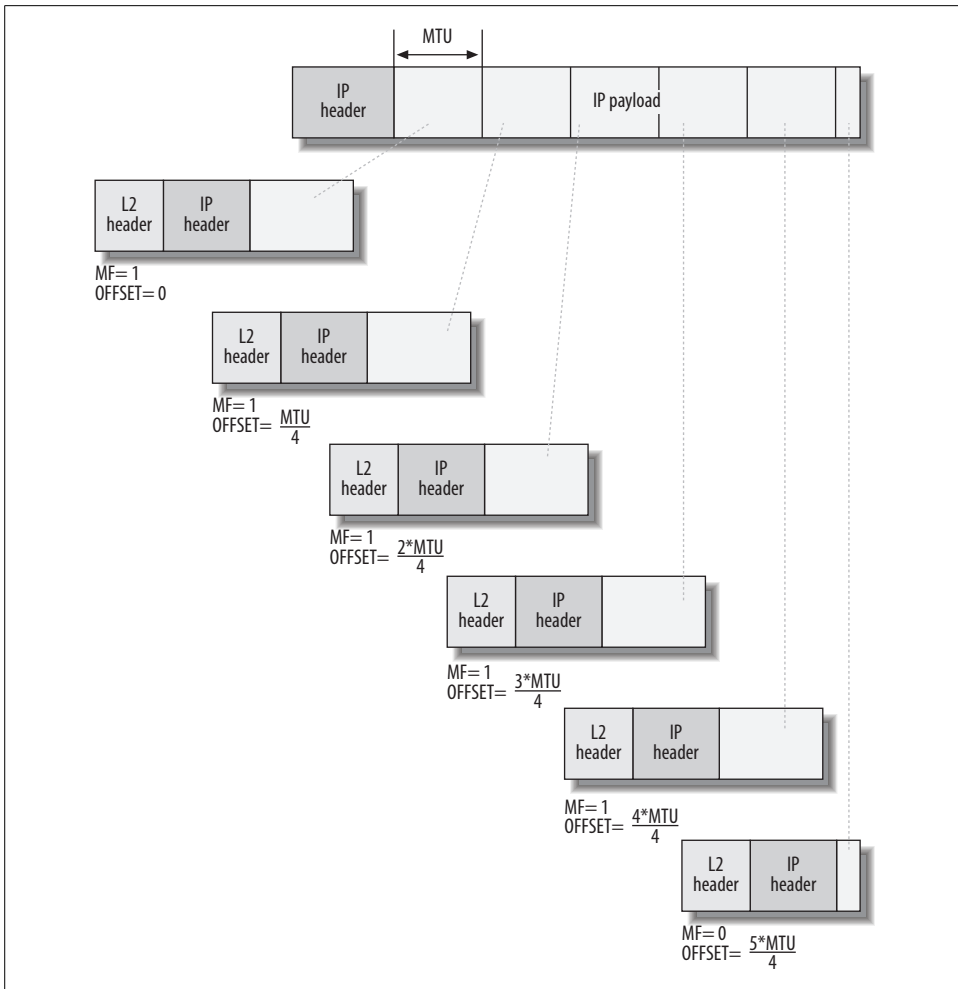 MTU
IP
header
IP payload
L2
header
IP
header
MF= 1
OFFSET= 0
L2
header
IP
header
MF= 1
OFFSET= MTU
4
L2
header
IP
header
MF= 1
OFFSET= 2*MTU
4
L2
header
IP
header
MF= 1
OFFSET= 3*MTU
4
L2
header
IP
header
MF= 1
OFFSET= 4*MTU
4
L2
header
IP
header
MF= 0
OFFSET= 5*MTU
4